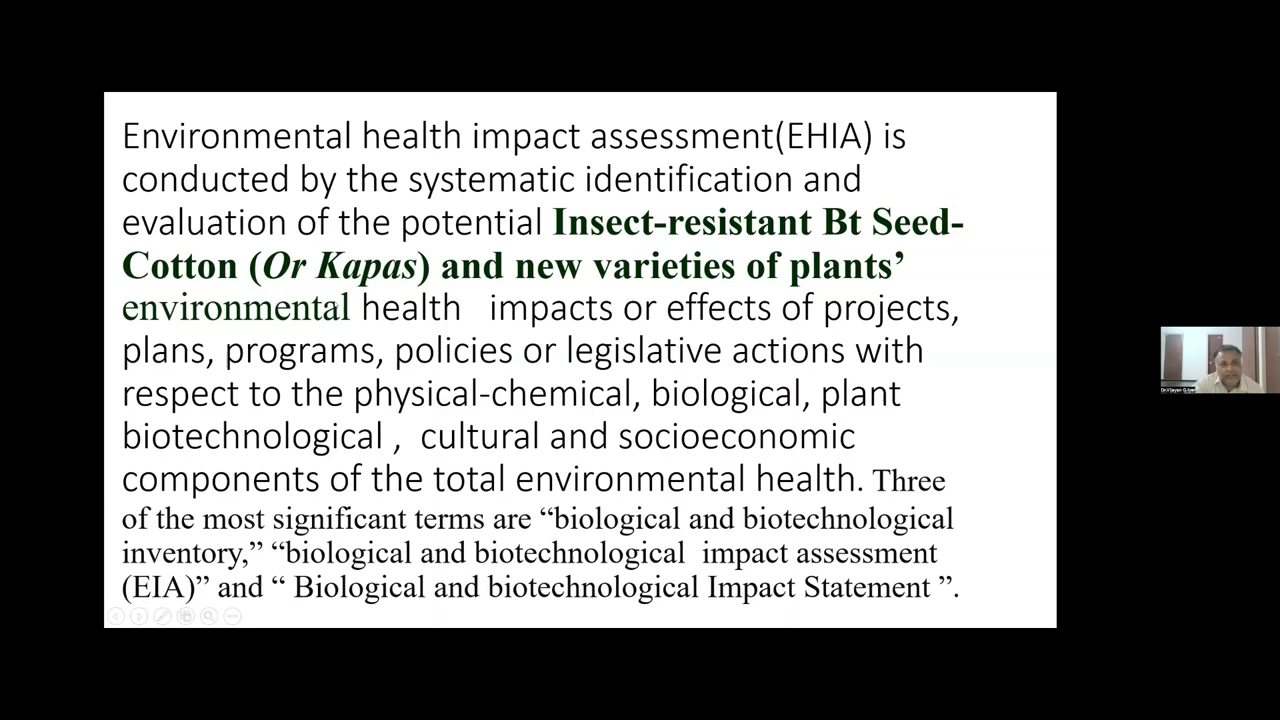 Environmental health impact assessment(EHIA) is
conducted by the systematic identification and
evaluation of the potential Insect-resistant Bt Seed-
Cotton (Or Kapas) and new varieties of plants’
environmental health impacts or effects of projects,
plans, programs, policies or legislative actions with
respect to the physical-chemical, biological, plant
biotechnological , cultural and socioeconomic
components of the total environmental health. Three
of the most significant terms are “biological and biotechnological
inventory,” “biological and biotechnological impact assessment
(EIA)” and “ Biological and biotechnological Impact Statement ”.
Dr.Vijayan G.Iyer